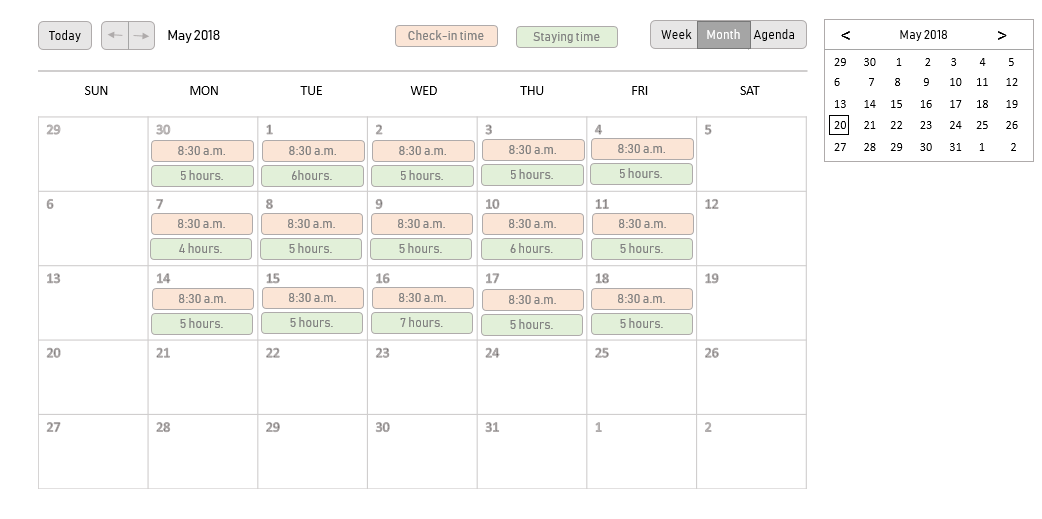 Today ← → May 2018 Check-in time Staying time Week Month Agenda
SUN MON TUE WED THU FRI SAT
29 30 1 2 3 4 5
8:30 a.m. 8:30 a.m. 8:30 a.m. 8:30 a.m. 8:30 a.m.
5 hours. 6hours. 5 hours. 5 hours. 5 hours.
6 7 8 9 10 11 12
8:30 a.m. 8:30 a.m. 8:30 a.m. 8:30 a.m. 8:30 a.m.
4 hours. 5 hours. 5 hours. 6 hours. 5 hours.
13 14 15 16 17 18 19
8:30 a.m. 8:30 a.m. 8:30 a.m. 8:30 a.m. 8:30 a.m.
5 hours. 5 hours. 7 hours. 5 hours. 5 hours.
20 21 22 23 24 25 26
27 28 29 30 31 1 2
< May 2018 >
29 30 1 2 3 4 5
6 7 8 9 10 11 12
13 14 15 16 17 18 19
20 21 22 23 24 25 26
27 28 29 30 31 1 2